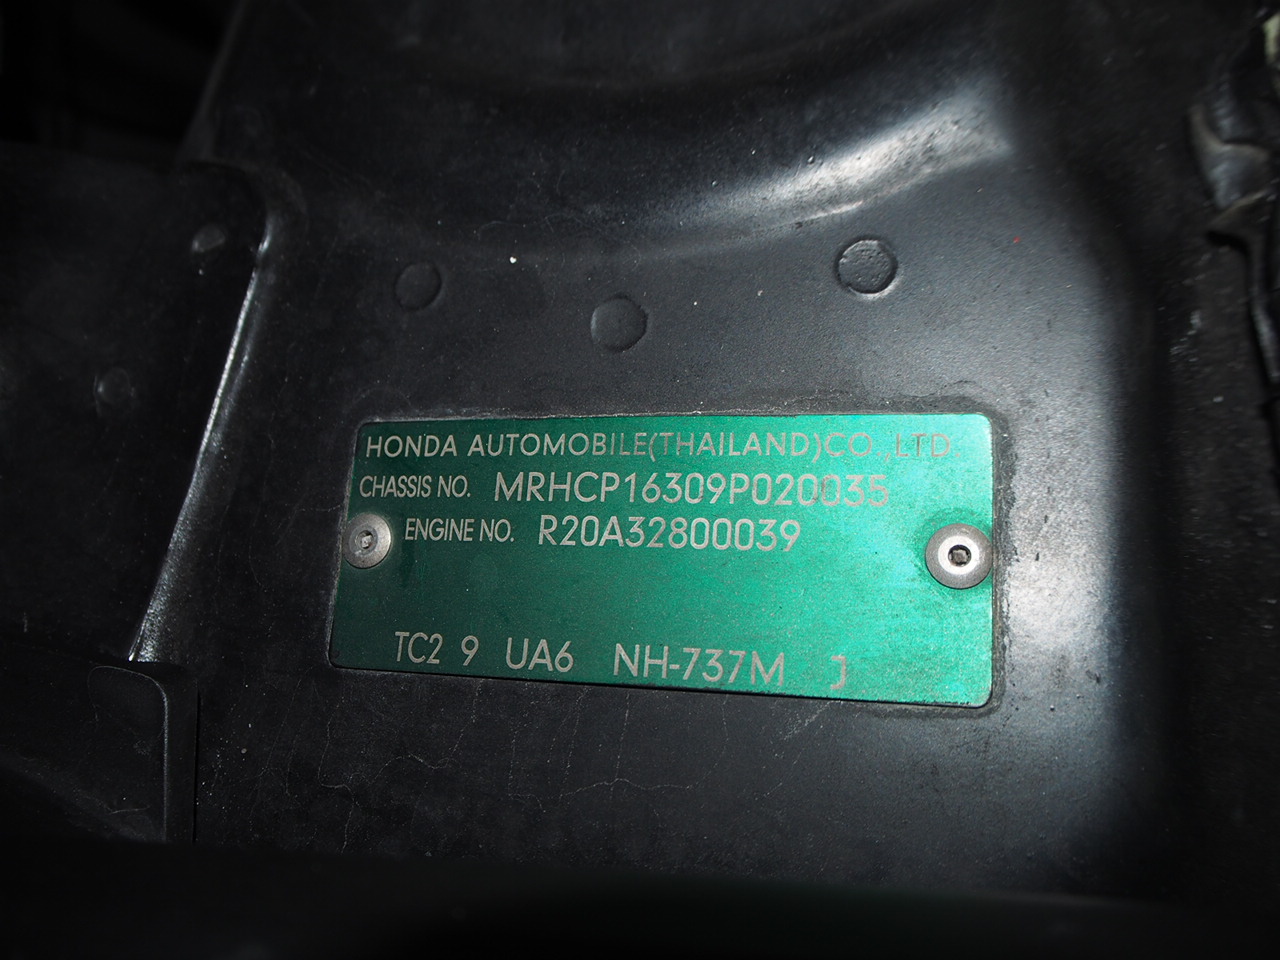 HONDA AUTOMOBILE(THAILAND)CO.,LTD.
CHASSIS NO. MRHCP16309P020035
ENGINE NO. R20A32800039
TC2 9 UA6 NH-737M J